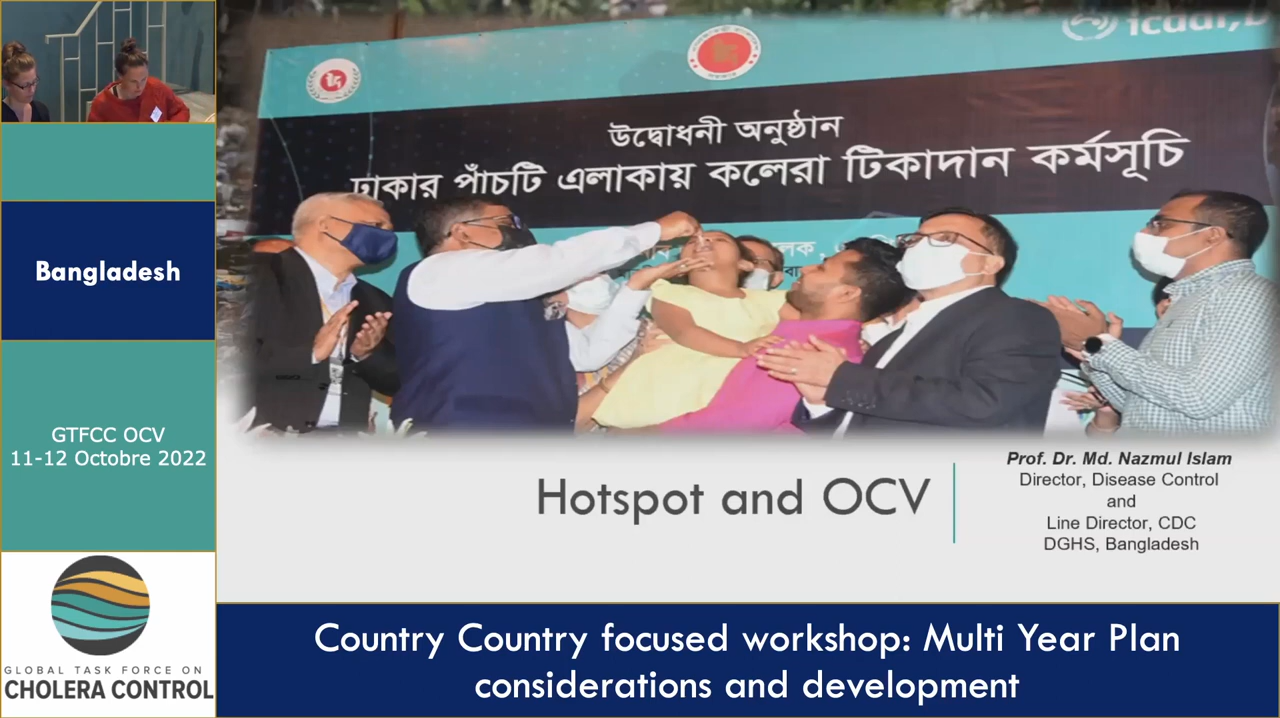 Bangladesh
GTFCC OCV
11-12 Octobre 2022
GLOBAL TASK FORCE ON
CHOLERA CONTROL
উদ্বোধনী অনুষ্ঠান
ঢাকার পাঁচটি এলাকায় কলেরা টিকাদান কর্মসূচি
Hotspot and OCV
Prof. Dr. Md. Nazmul Islam
Director, Disease Control
and
Line Director, CDC
DGHS, Bangladesh
Country Country focused workshop: Multi Year Plan
considerations and development